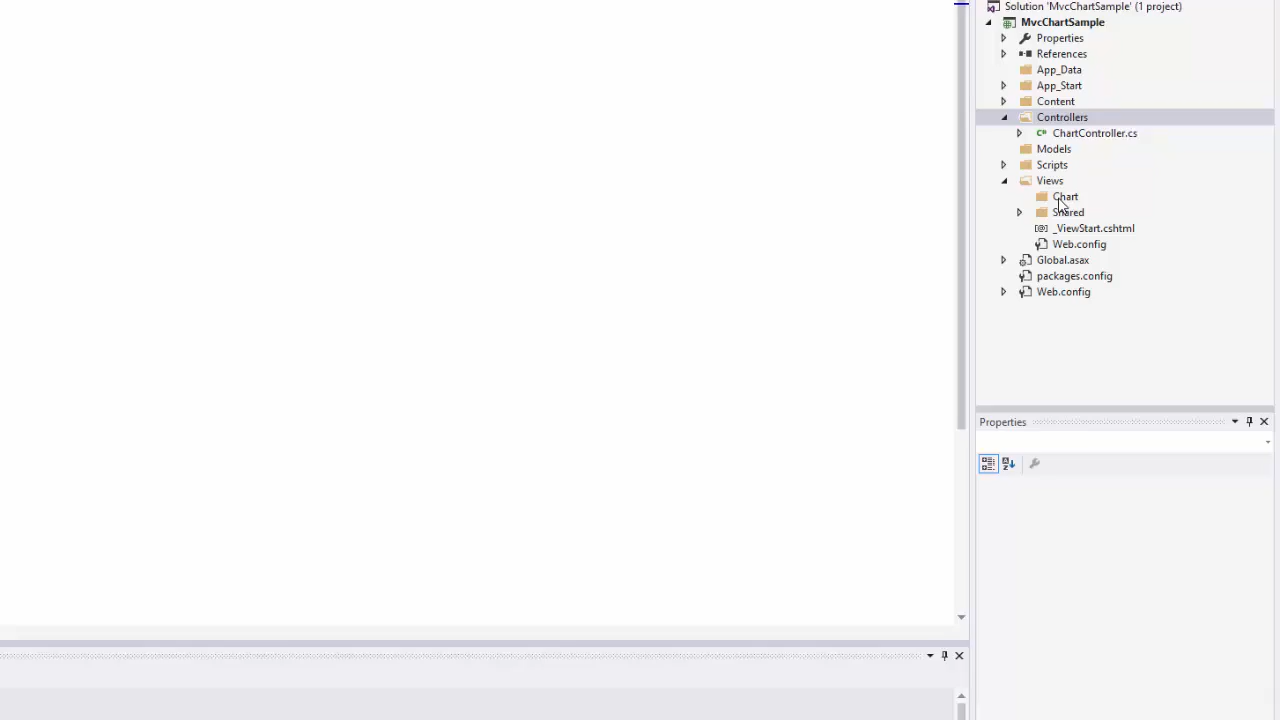 Solution 'MvcChartSample' (1 project)
MvcChartSample
Properties
References
App_Data
App_Start
Content
Controllers
C# ChartController.cs
Models
Scripts
Views
Chart
Shared
[@] _ViewStart.cshtml
Web.config
Global.asax
packages.config
Web.config
Properties